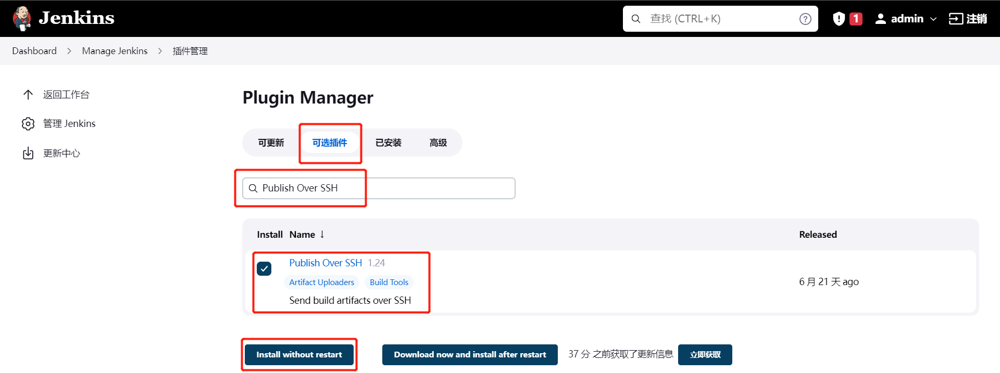 Jenkins
查找 (CTRL+K)
1
admin
注销
Dashboard
Manage Jenkins
插件管理
返回工作台
管理 Jenkins
更新中心
Plugin Manager
可更新
可选插件
已安装
高级
Publish Over SSH
Install Name ↓ Released
Publish Over SSH 1.24
Artifact Uploaders Build Tools
Send build artifacts over SSH
6 月 21 天 ago
Install without restart
Download now and install after restart
37 分 之前获取了更新信息
立即获取